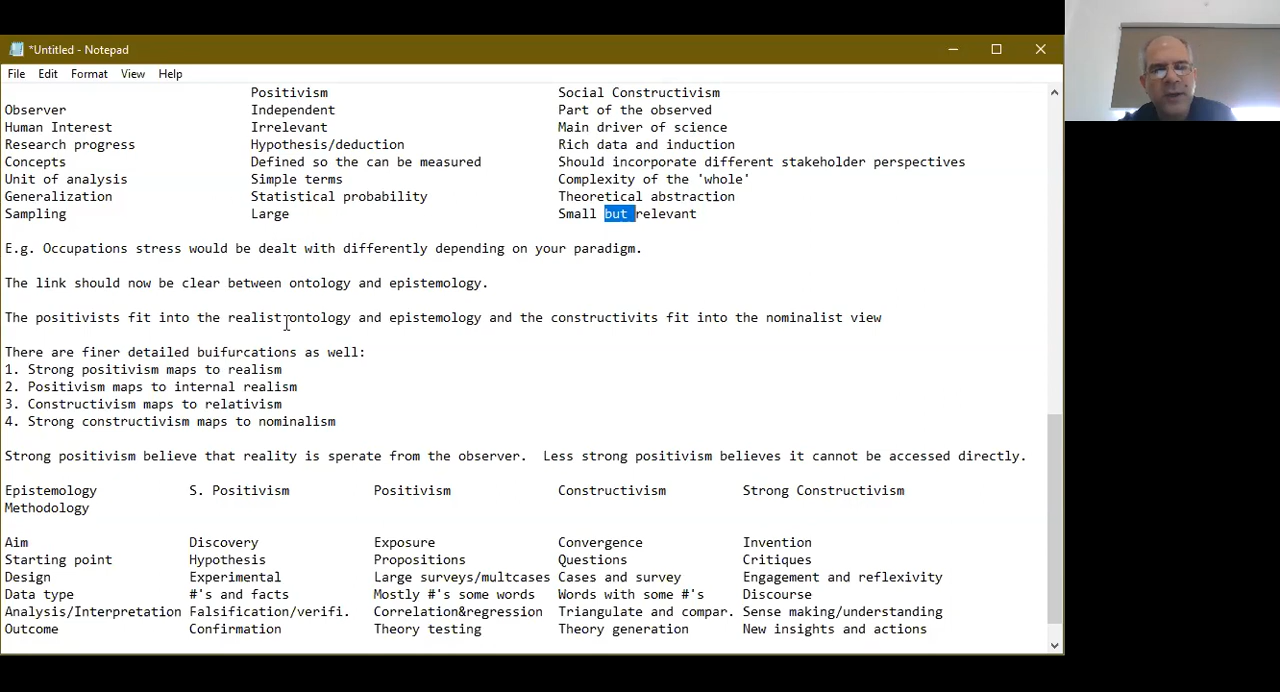 *Untitled - Notepad
File Edit Format View Help
Positivism Social Constructivism
Observer Independent Part of the observed
Human Interest Irrelevant Main driver of science
Research progress Hypothesis/deduction Rich data and induction
Concepts Defined so the can be measured Should incorporate different stakeholder perspectives
Unit of analysis Simple terms Complexity of the 'whole'
Generalization Statistical probability Theoretical abstraction
Sampling Large Small but relevant
E.g. Occupations stress would be dealt with differently depending on your paradigm.
The link should now be clear between ontology and epistemology.
The positivists fit into the realist ontology and epistemology and the constructivits fit into the nominalist view
There are finer detailed buifurcations as well:
1. Strong positivism maps to realism
2. Positivism maps to internal realism
3. Constructivism maps to relativism
4. Strong constructivism maps to nominalism
Strong positivism believe that reality is sperate from the observer. Less strong positivism believes it cannot be accessed directly.
Epistemology S. Positivism Positivism Constructivism Strong Constructivism
Methodology
Aim Discovery Exposure Convergence Invention
Starting point Hypothesis Propositions Questions Critiques
Design Experimental Large surveys/multcases Cases and survey Engagement and reflexivity
Data type #'s and facts Mostly #'s some words Words with some #'s Discourse
Analysis/Interpretation Falsification/verifi. Correlation&regression Triangulate and compar. Sense making/understanding
Outcome Confirmation Theory testing Theory generation New insights and actions